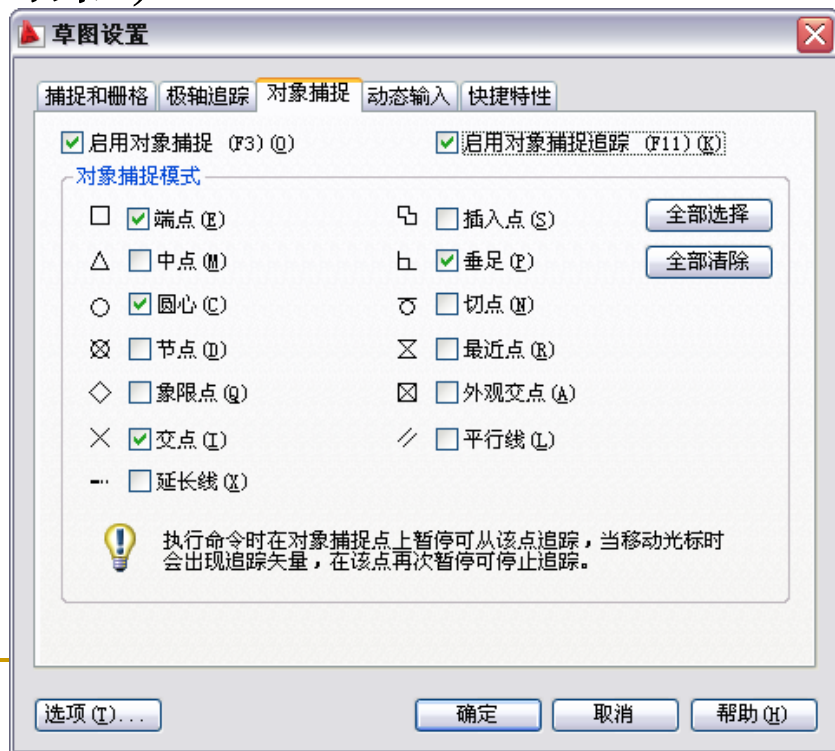 草图设置
捕捉和栅格 极轴追踪 对象捕捉 动态输入 快捷特性
启用对象捕捉 (F3)(O) 启用对象捕捉追踪 (F11)(K)
对象捕捉模式
端点(E) 插入点(S) 全部选择
中点(M) 垂足(P) 全部清除
圆心(C) 切点(N)
节点(D) 最近点(R)
象限点(Q) 外观交点(A)
交点(I) 平行线(L)
延长线(X)
执行命令时在对象捕捉点上暂停可从该点追踪，当移动光标时
会出现追踪矢量，在该点再次暂停可停止追踪。
选项(T)... 确定 取消 帮助(H)